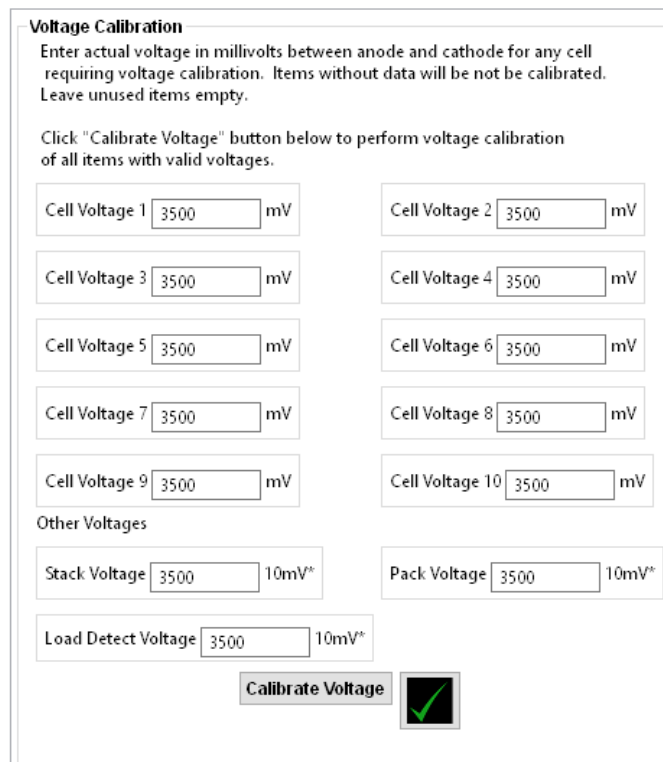 Voltage Calibration
Enter actual voltage in millivolts between anode and cathode for any cell
requiring voltage calibration. Items without data will be not be calibrated.
Leave unused items empty.
Click "Calibrate Voltage" button below to perform voltage calibration
of all items with valid voltages.
Cell Voltage 1 3500 mV Cell Voltage 2 3500 mV
Cell Voltage 3 3500 mV Cell Voltage 4 3500 mV
Cell Voltage 5 3500 mV Cell Voltage 6 3500 mV
Cell Voltage 7 3500 mV Cell Voltage 8 3500 mV
Cell Voltage 9 3500 mV Cell Voltage 10 3500 mV
Other Voltages
Stack Voltage 3500 10mV* Pack Voltage 3500 10mV*
Load Detect Voltage 3500 10mV*
Calibrate Voltage